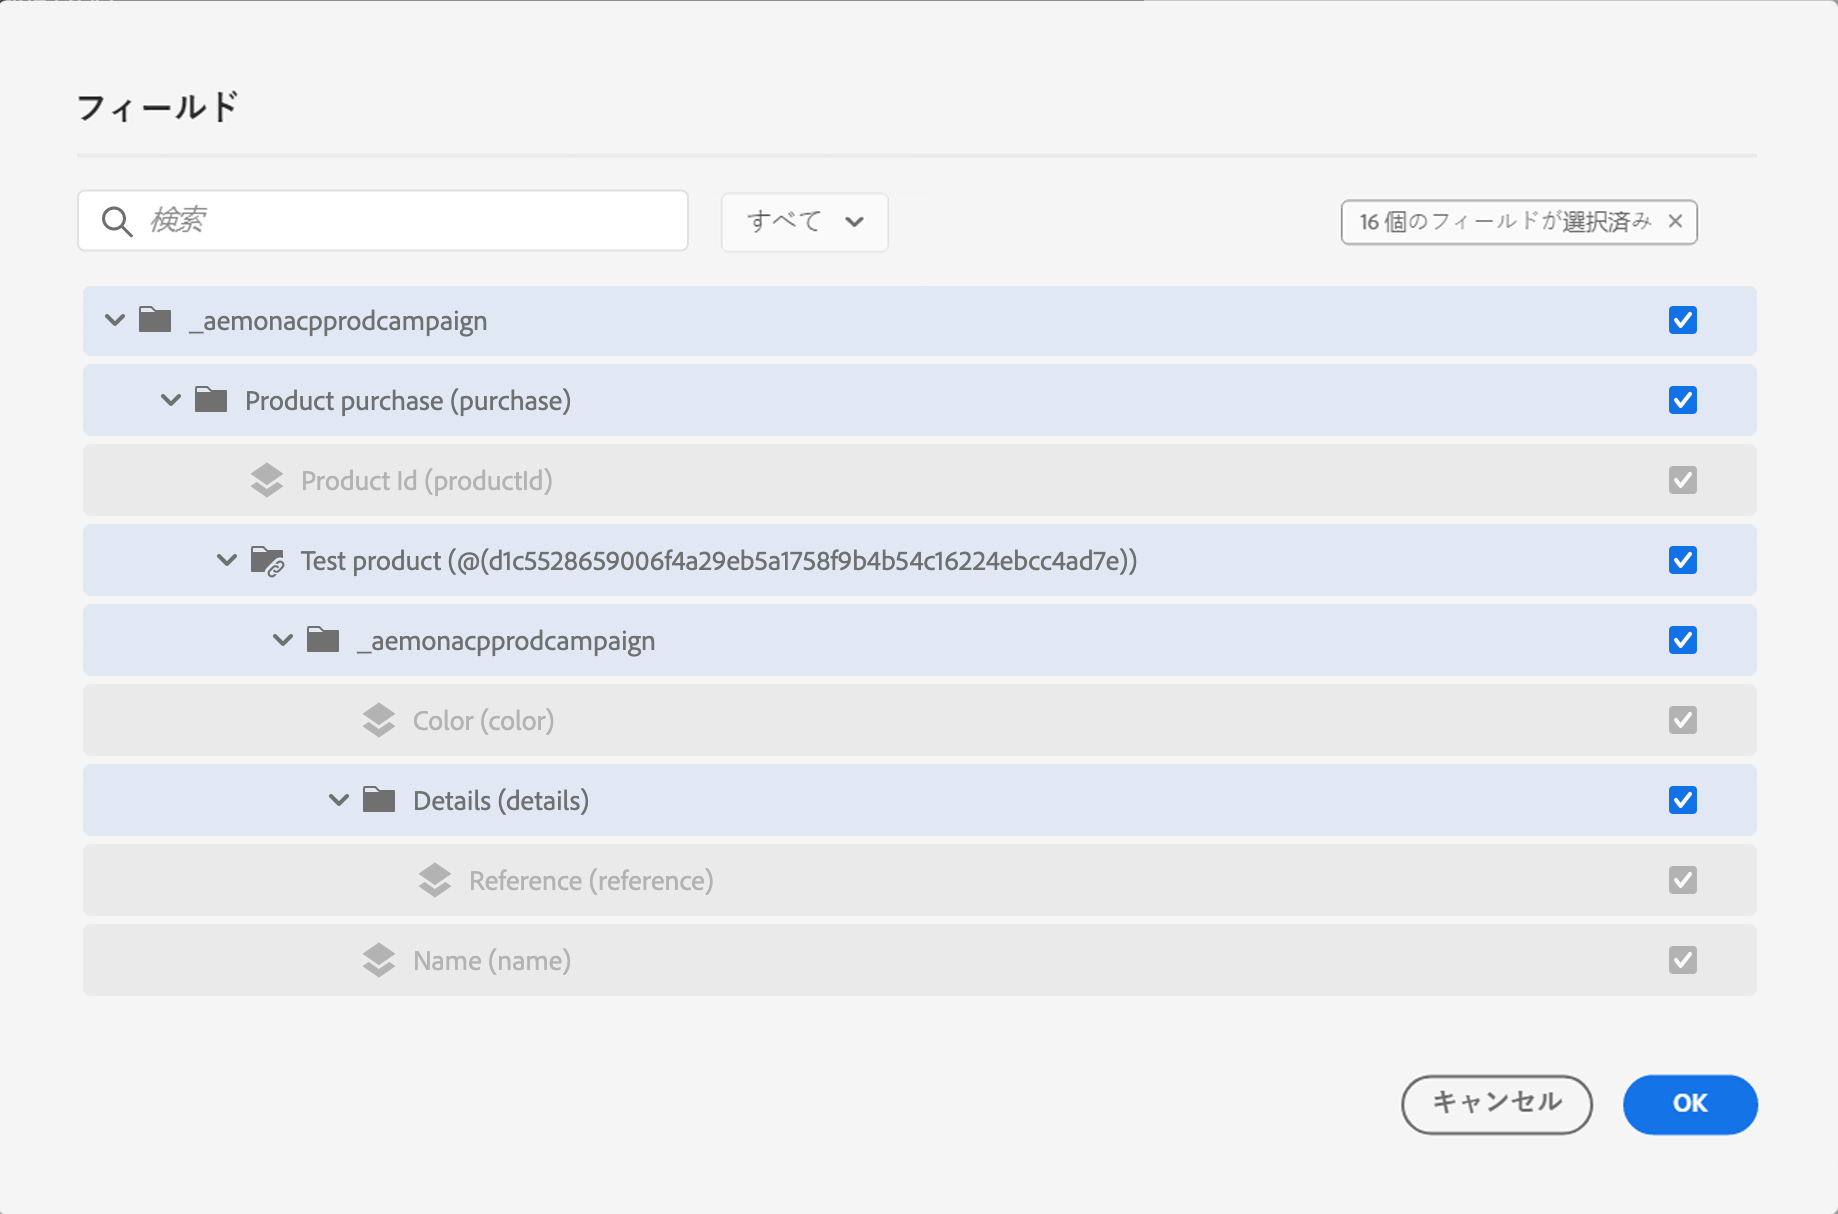 フィールド
検索
すべて
16 個のフィールドが選択済み
_aemonacpprodcampaign
Product purchase (purchase)
Product Id (productId)
Test product (@(d1c5528659006f4a29eb5a1758f9b4b54c16224ebcc4ad7e))
_aemonacpprodcampaign
Color (color)
Details (details)
Reference (reference)
Name (name)
キャンセル
OK